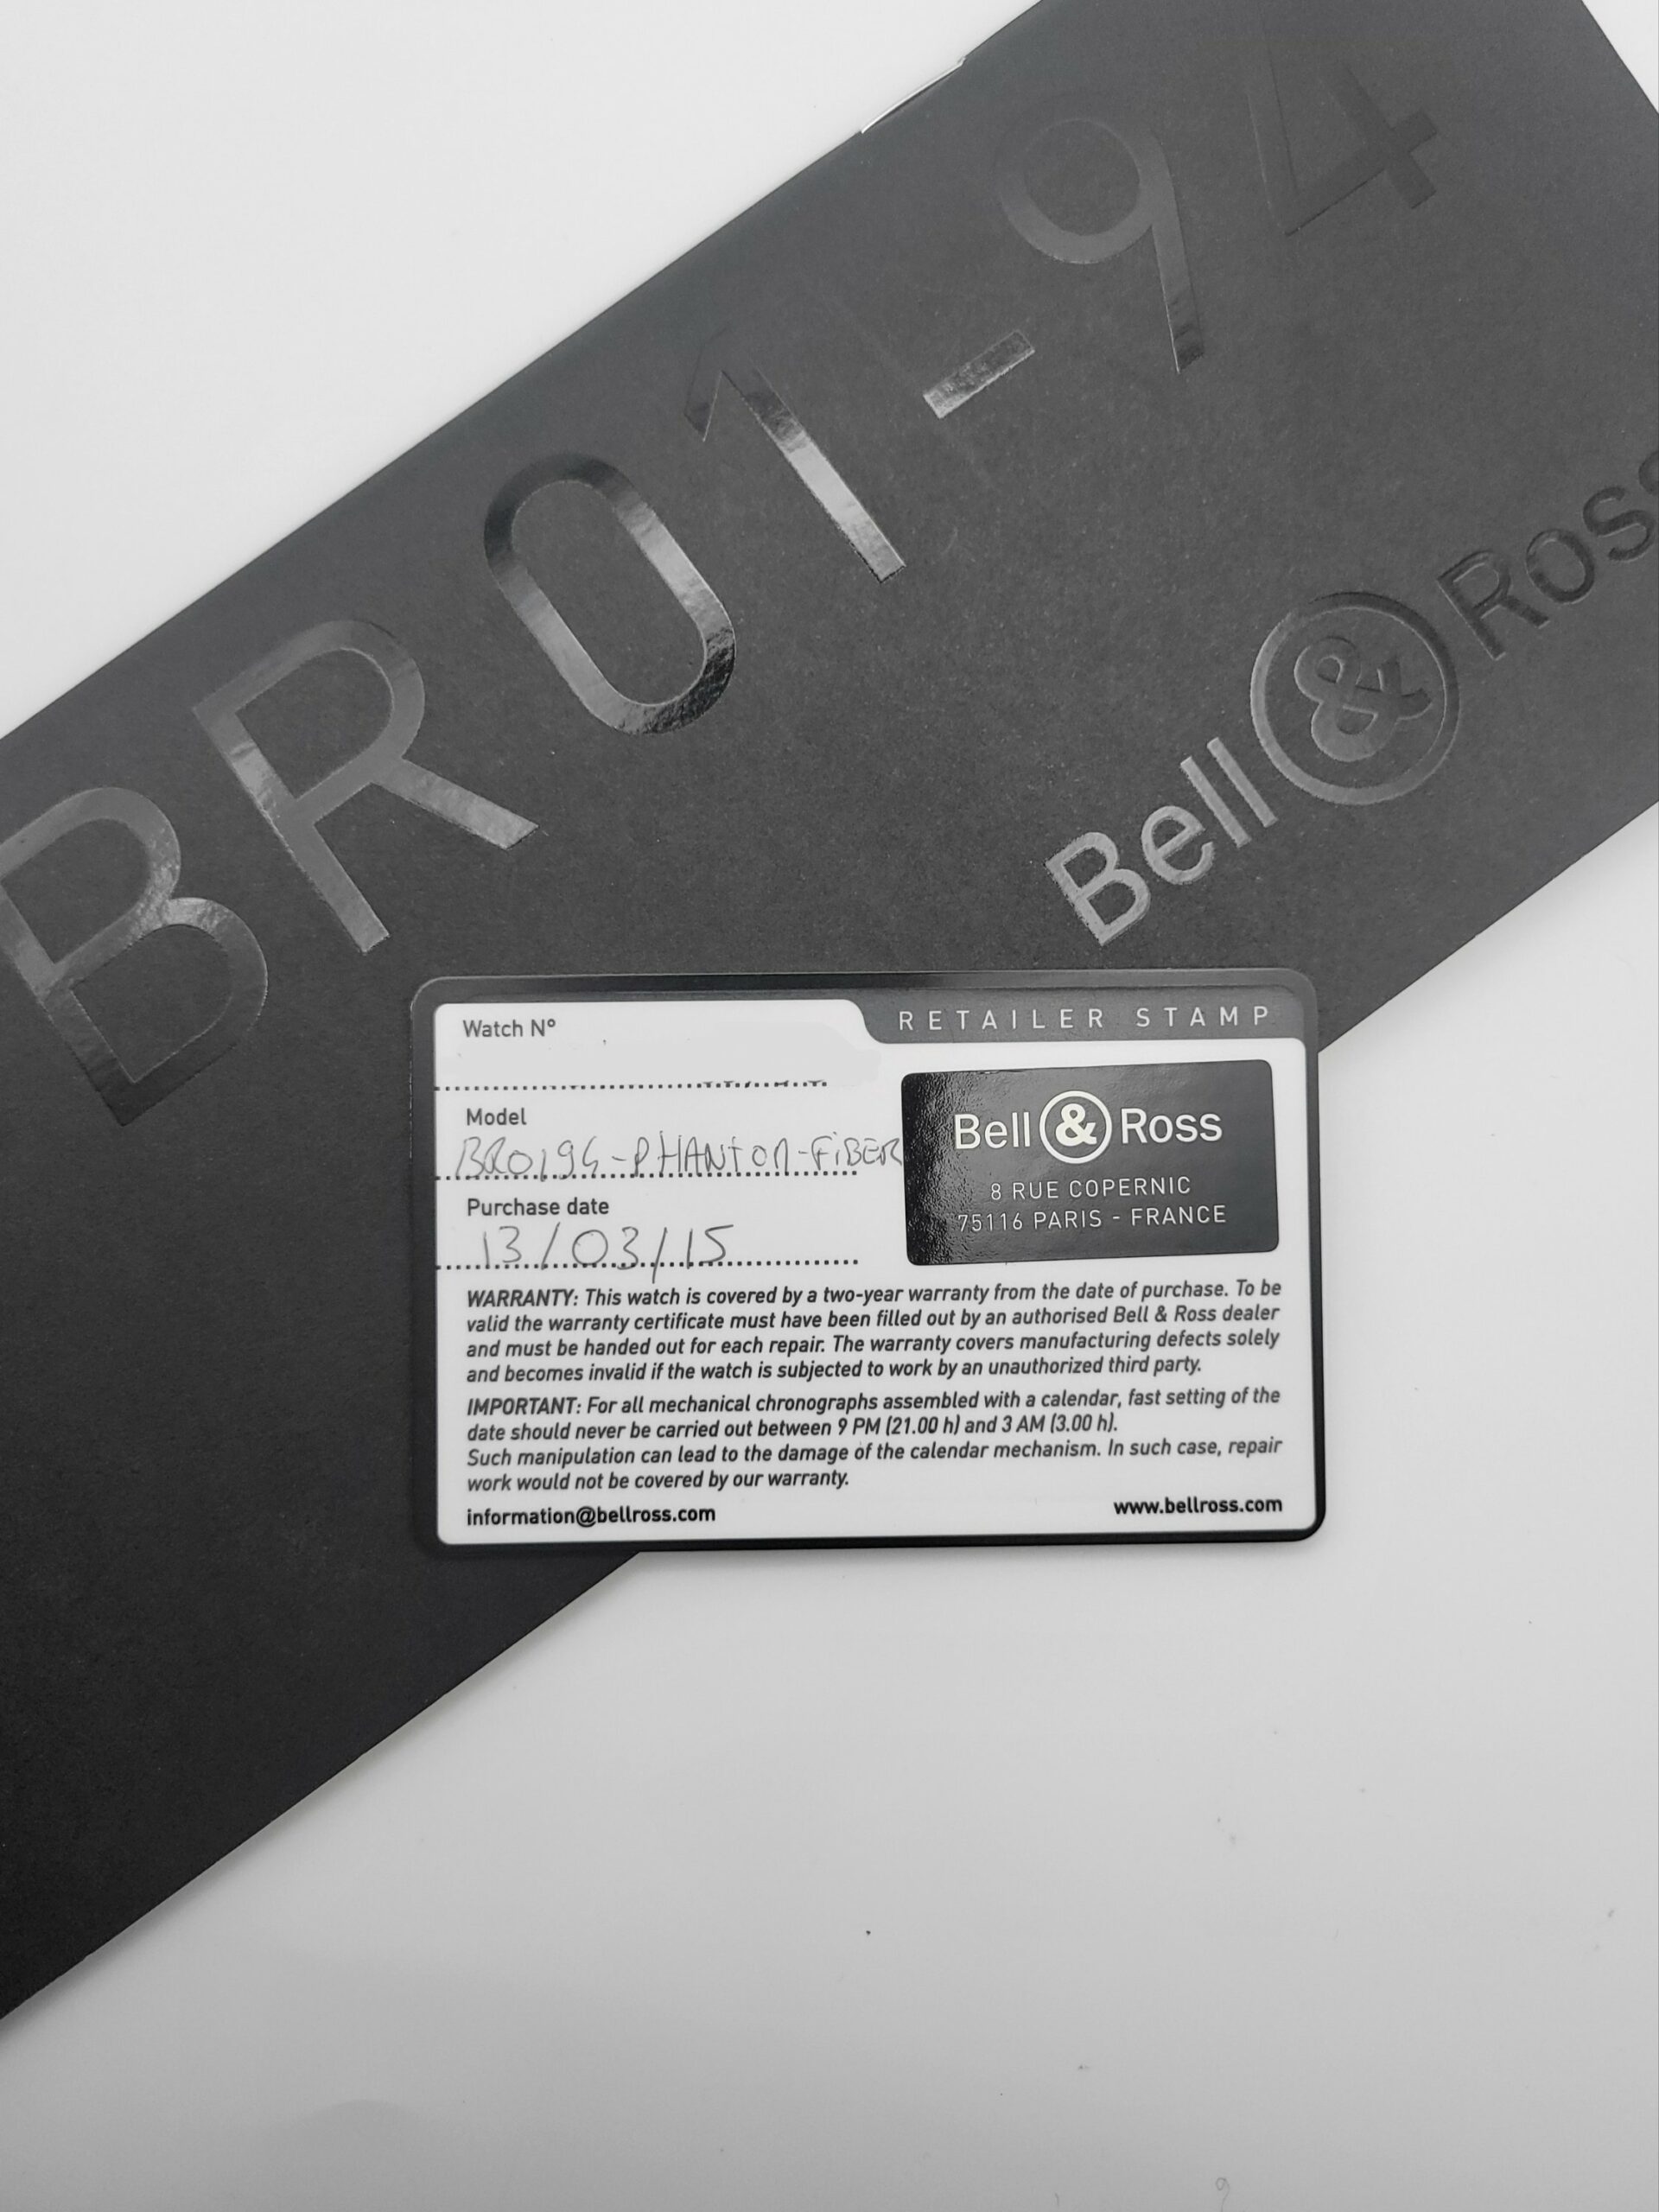 BR01-94
Bell & Ross
RETAILER STAMP
Watch N°
Model
BR0194-PHANTOM-FiBER
Purchase date
13/03/15
Bell & Ross
8 RUE COPERNIC
75116 PARIS - FRANCE
WARRANTY: This watch is covered by a two-year warranty from the date of purchase. To be
valid the warranty certificate must have been filled out by an authorised Bell & Ross dealer
and must be handed out for each repair. The warranty covers manufacturing defects solely
and becomes invalid if the watch is subjected to work by an unauthorized third party.
IMPORTANT: For all mechanical chronographs assembled with a calendar, fast setting of the
date should never be carried out between 9 PM (21.00 h) and 3 AM (3.00 h).
Such manipulation can lead to the damage of the calendar mechanism. In such case, repair
work would not be covered by our warranty.
information@bellross.com
www.bellross.com